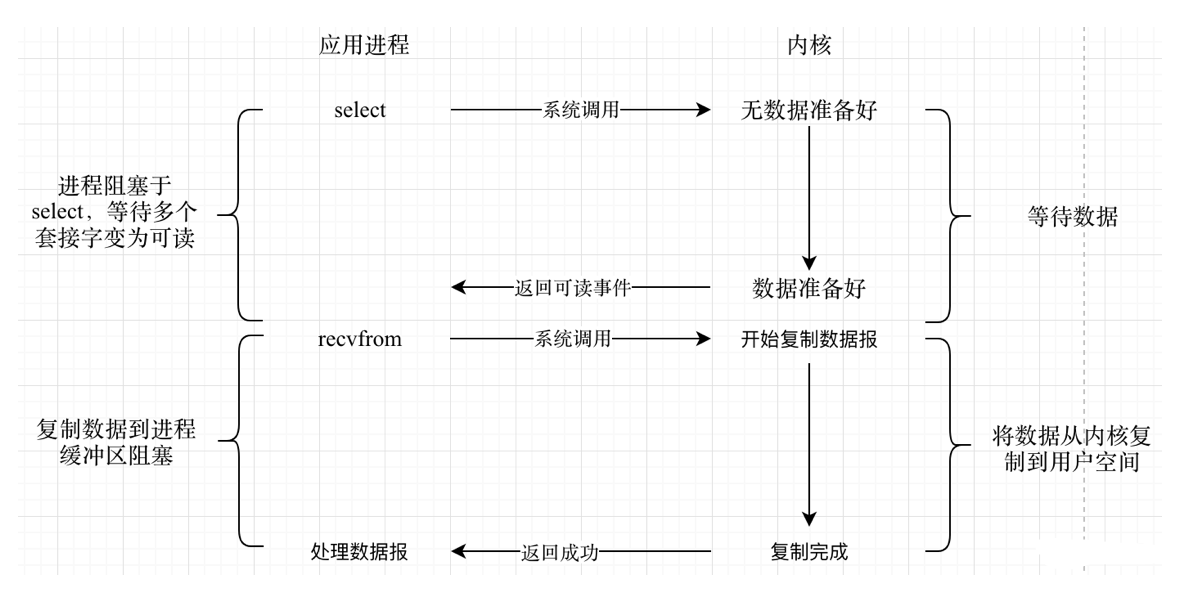 应用进程
内核
select
系统调用
无数据准备好
进程阻塞于
select，等待多个
套接字变为可读
等待数据
返回可读事件
数据准备好
recvfrom
系统调用
开始复制数据报
复制数据到进程
缓冲区阻塞
将数据从内核复
制到用户空间
处理数据报
返回成功
复制完成